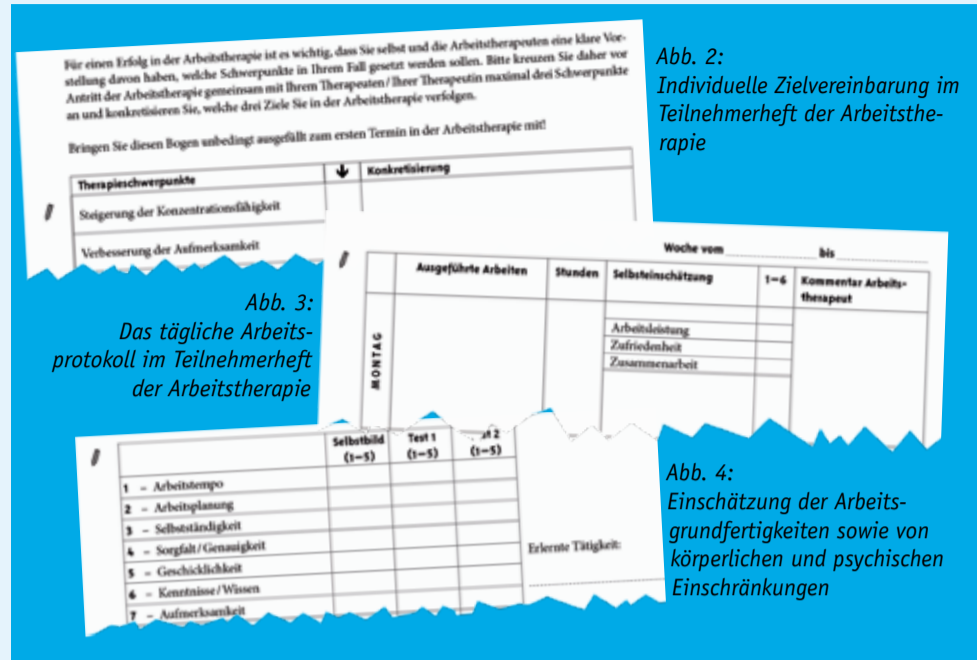 Für einen Erfolg in der Arbeitstherapie ist es wichtig, dass Sie selbst und die Arbeitstherapeuten eine klare Vor-
stellung davon haben, welche Schwerpunkte in Ihrem Fall gesetzt werden sollen. Bitte kreuzen Sie daher vor
Antritt der Arbeitstherapie gemeinsam mit Ihrem Therapeuten/Ihrer Therapeutin maximal drei Schwerpunkte
an und konkretisieren Sie, welche drei Ziele Sie in der Arbeitstherapie verfolgen.
Bringen Sie diesen Bogen unbedingt ausgefüllt zum ersten Termin in der Arbeitstherapie mit!
Therapieschwerpunkte ↓ Konkretisierung
Steigerung der Konzentrationsfähigkeit
Verbesserung der Aufmerksamkeit
Abb. 2:
Individuelle Zielvereinbarung im
Teilnehmerheft der Arbeitsthe-
rapie
Woche vom bis
Ausgeführte Arbeiten Stunden Selbsteinschätzung 1–6 Kommentar Arbeits-
therapeut
MONTAG
Arbeitsleistung
Zufriedenheit
Zusammenarbeit
Abb. 3:
Das tägliche Arbeits-
protokoll im Teilnehmerheft
der Arbeitstherapie
Selbstbild Test 1 2
(1–5) (1–5) (1–5)
1 – Arbeitstempo
2 – Arbeitsplanung
3 – Selbstständigkeit
4 – Sorgfalt/Genauigkeit
5 – Geschicklichkeit
6 – Kenntnisse/Wissen
7 – Aufmerksamkeit
Erlernte Tätigkeit:
Abb. 4:
Einschätzung der Arbeits-
grundfertigkeiten sowie von
körperlichen und psychischen
Einschränkungen